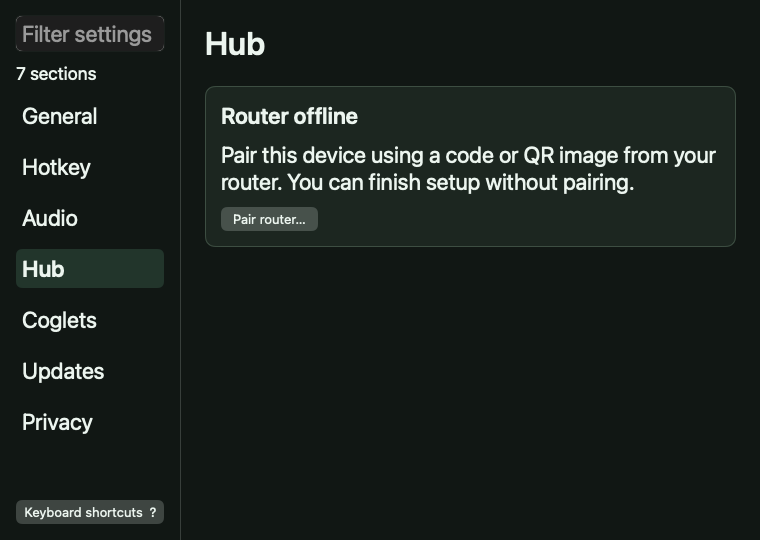 Filter settings
7 sections
General
Hotkey
Audio
Hub
Coglets
Updates
Privacy
Keyboard shortcuts ?
Hub
Router offline
Pair this device using a code or QR image from your
router. You can finish setup without pairing.
Pair router...